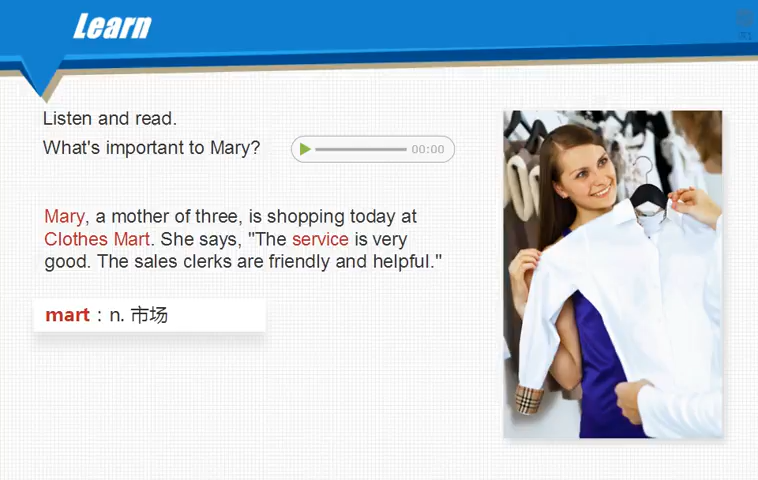 Learn
Listen and read.
What's important to Mary?
00:00
Mary, a mother of three, is shopping today at
Clothes Mart. She says, "The service is very
good. The sales clerks are friendly and helpful."
mart : n. 市场